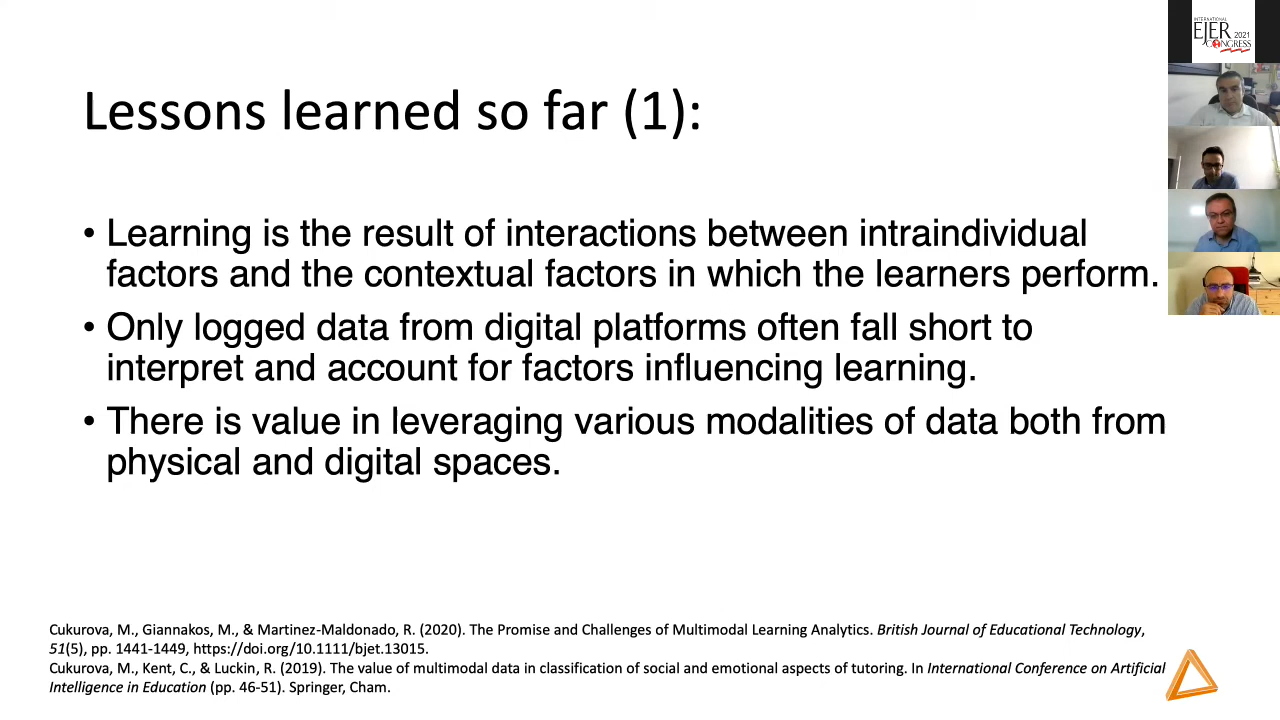 INTERNATIONAL
EJER 2021
CONGRESS
Lessons learned so far (1):
• Learning is the result of interactions between intraindividual
factors and the contextual factors in which the learners perform.
• Only logged data from digital platforms often fall short to
interpret and account for factors influencing learning.
• There is value in leveraging various modalities of data both from
physical and digital spaces.
Cukurova, M., Giannakos, M., & Martinez-Maldonado, R. (2020). The Promise and Challenges of Multimodal Learning Analytics. British Journal of Educational Technology,
51(5), pp. 1441-1449, https://doi.org/10.1111/bjet.13015.
Cukurova, M., Kent, C., & Luckin, R. (2019). The value of multimodal data in classification of social and emotional aspects of tutoring. In International Conference on Artificial
Intelligence in Education (pp. 46-51). Springer, Cham.